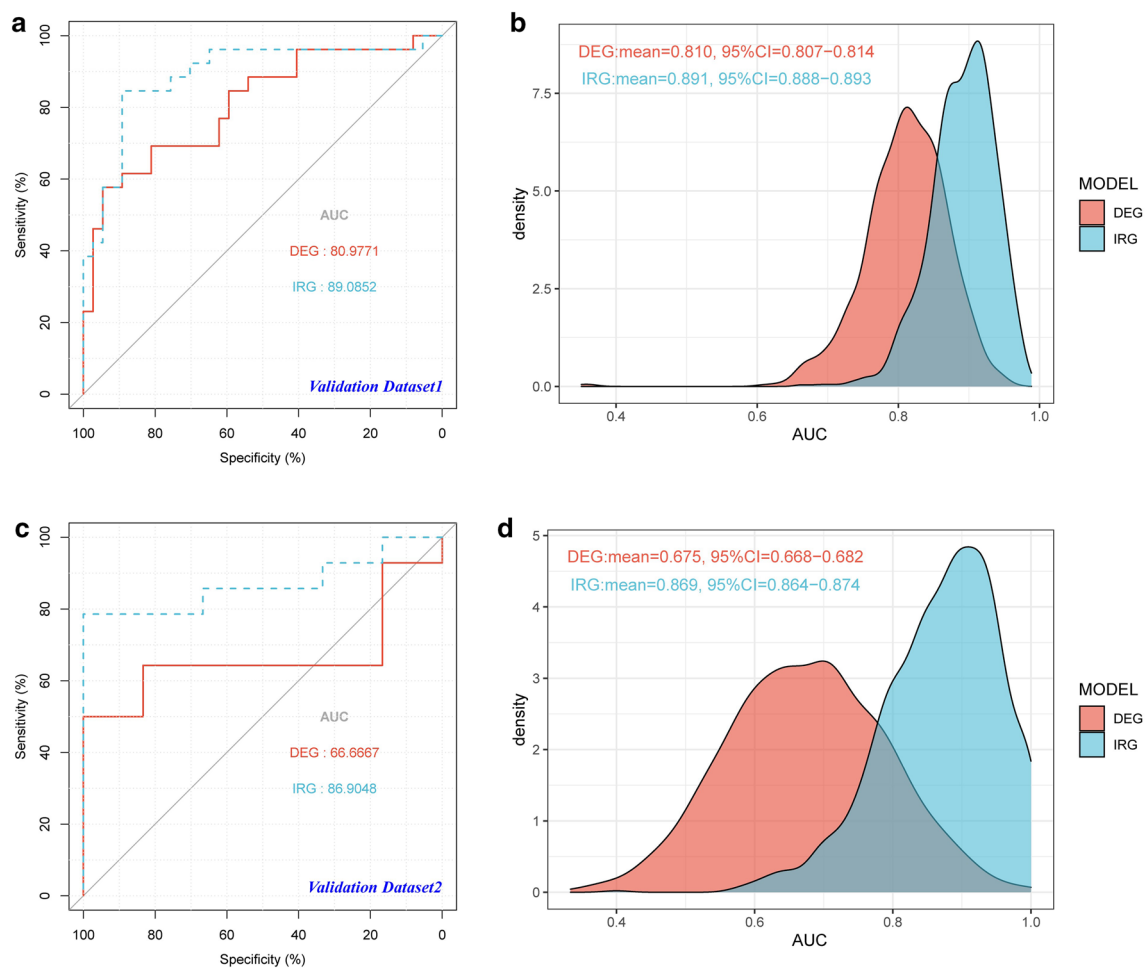 a
100
80
60
40
20
0
Sensitivity (%)
AUC
DEG : 80.9771
IRG : 89.0852
Validation Dataset1
100 80 60 40 20 0
Specificity (%)
b
DEG:mean=0.810, 95%CI=0.807−0.814
IRG:mean=0.891, 95%CI=0.888−0.893
7.5
5.0
2.5
0.0
density
0.4 0.6 0.8 1.0
AUC
MODEL
DEG
IRG
c
100
80
60
40
20
0
Sensitivity (%)
AUC
DEG : 66.6667
IRG : 86.9048
Validation Dataset2
100 80 60 40 20 0
Specificity (%)
d
DEG:mean=0.675, 95%CI=0.668−0.682
IRG:mean=0.869, 95%CI=0.864−0.874
5
4
3
2
1
0
density
0.4 0.6 0.8 1.0
AUC
MODEL
DEG
IRG